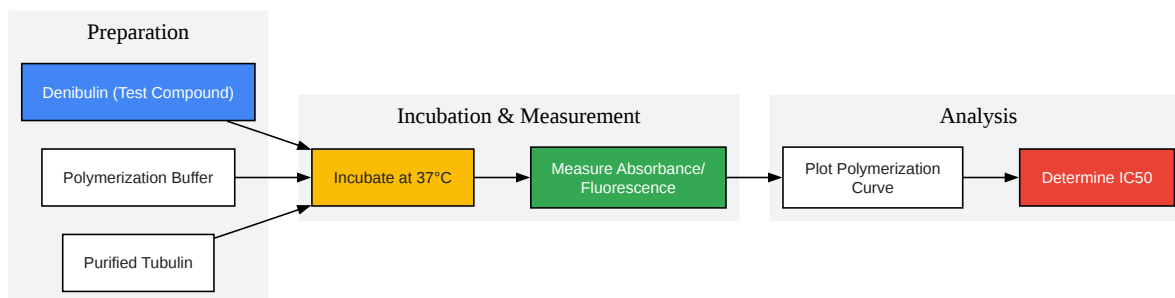 Preparation
Denibulin (Test Compound)
Polymerization Buffer
Purified Tubulin
Incubation & Measurement
Incubate at 37°C
Measure Absorbance/
Fluorescence
Analysis
Plot Polymerization
Curve
Determine IC50